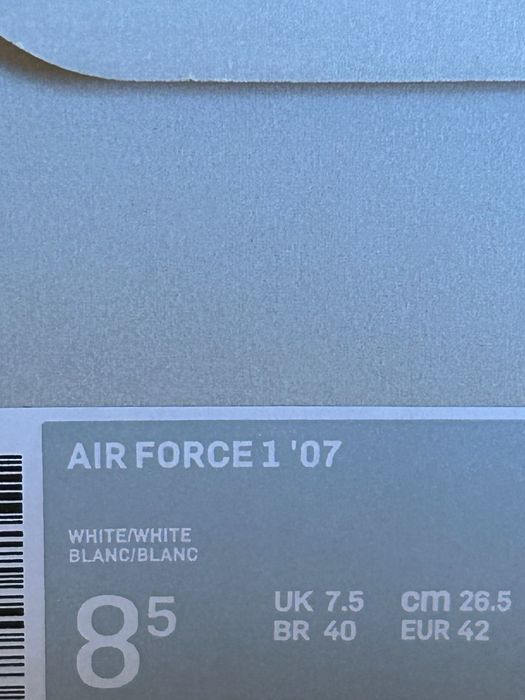 AIR FORCE 1 '07
WHITE/WHITE
BLANC/BLANC
8 5
UK 7.5 cm 26.5
BR 40 EUR 42